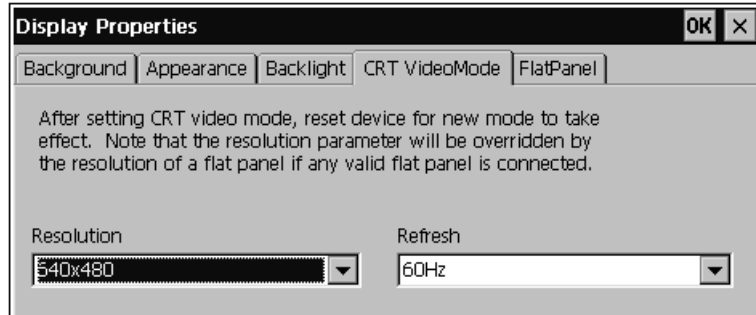 Display Properties OK ×
Background Appearance Backlight CRT VideoMode FlatPanel
After setting CRT video mode, reset device for new mode to take
effect. Note that the resolution parameter will be overridden by
the resolution of a flat panel if any valid flat panel is connected.
Resolution Refresh
640x480 60Hz